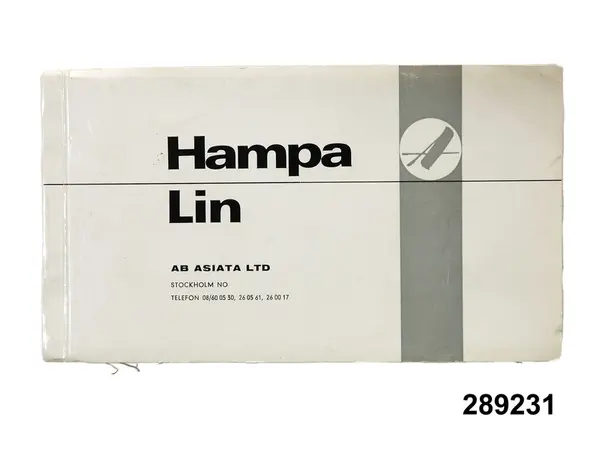 Hampa
Lin
AB ASIATA LTD
STOCKHOLM NO
TELEFON 08/60 05 30, 26 05 61, 26 00 17
289231